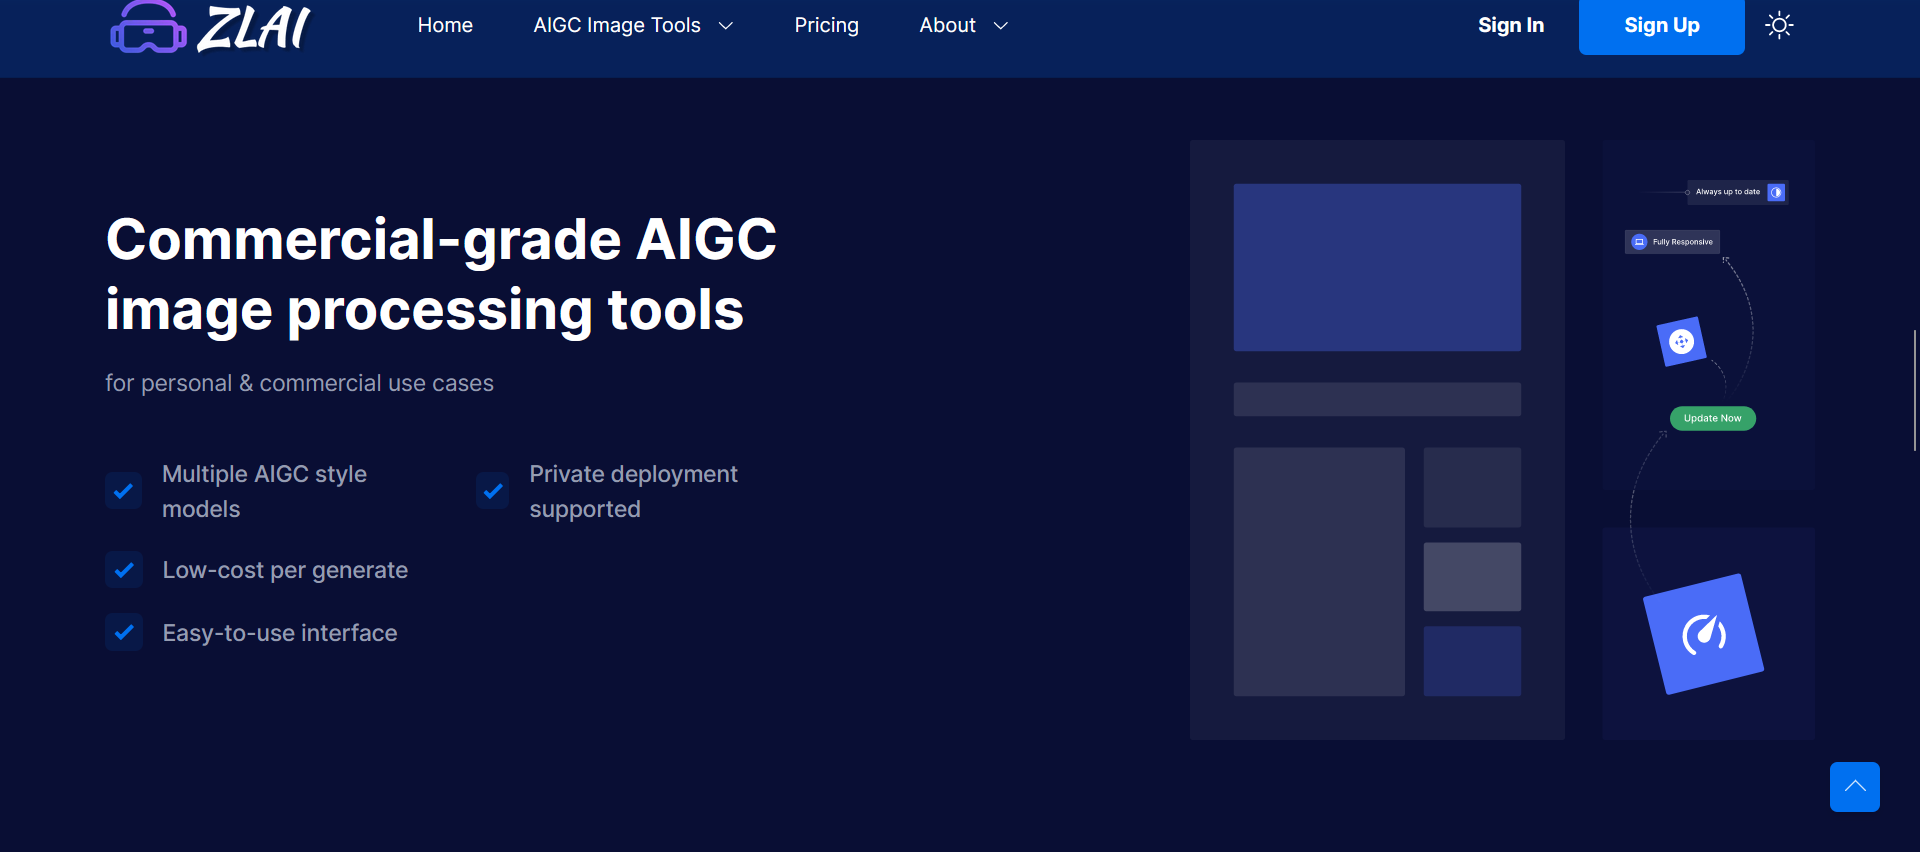 ZLAI
Home
AIGC Image Tools
Pricing
About
Sign In
Sign Up
Commercial-grade AIGC
image processing tools
for personal & commercial use cases
Multiple AIGC style
models
Private deployment
supported
Low-cost per generate
Easy-to-use interface
Always up to date
Fully Responsive
Update Now